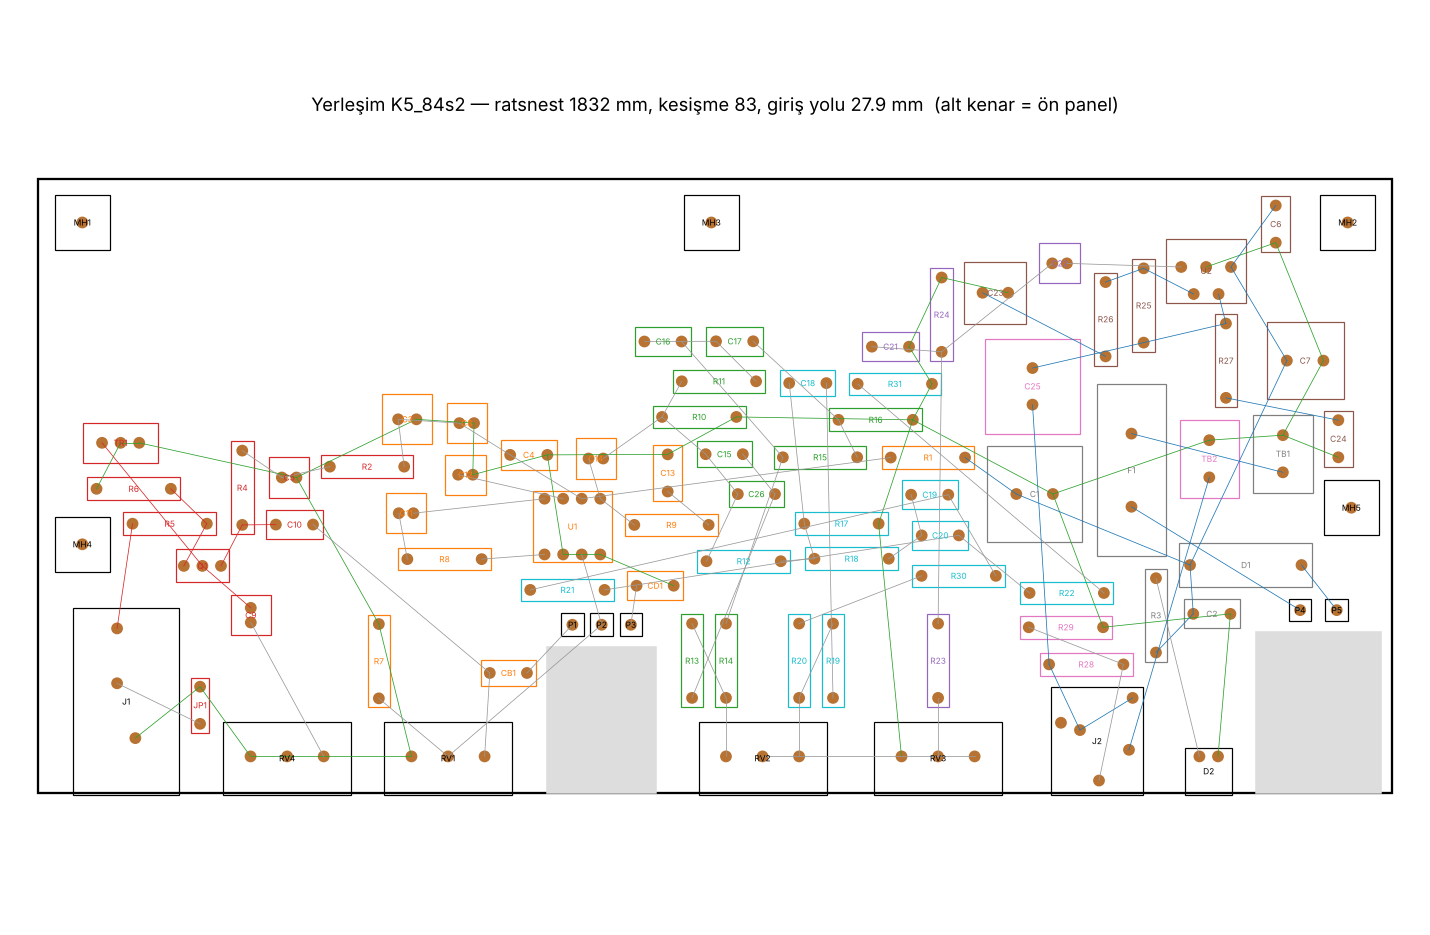 Yerleşim K5_84s2 — ratsnest 1832 mm, kesişme 83, giriş yolu 27.9 mm  (alt kenar = ön panel)
MH1
MH3
MH2
C6
R24
R26
R25
R27
C7
C16
C17
C21
C25
R11
C18
R31
R10
R16
R2
C4
C13
C15
R15
R1
C24
TB2
TB1
F1
R6
R4
C26
C19
MH5
R5
C10
U1
R9
R17
C20
MH4
R8
R12
R18
R30
D1
R21
CD1
R22
R3
C2
P4
P5
P1
P2
P3
R29
R7
CB1
R13
R14
R20
R19
R23
R28
J1
JP1
J2
RV4
RV1
RV2
RV3
D2